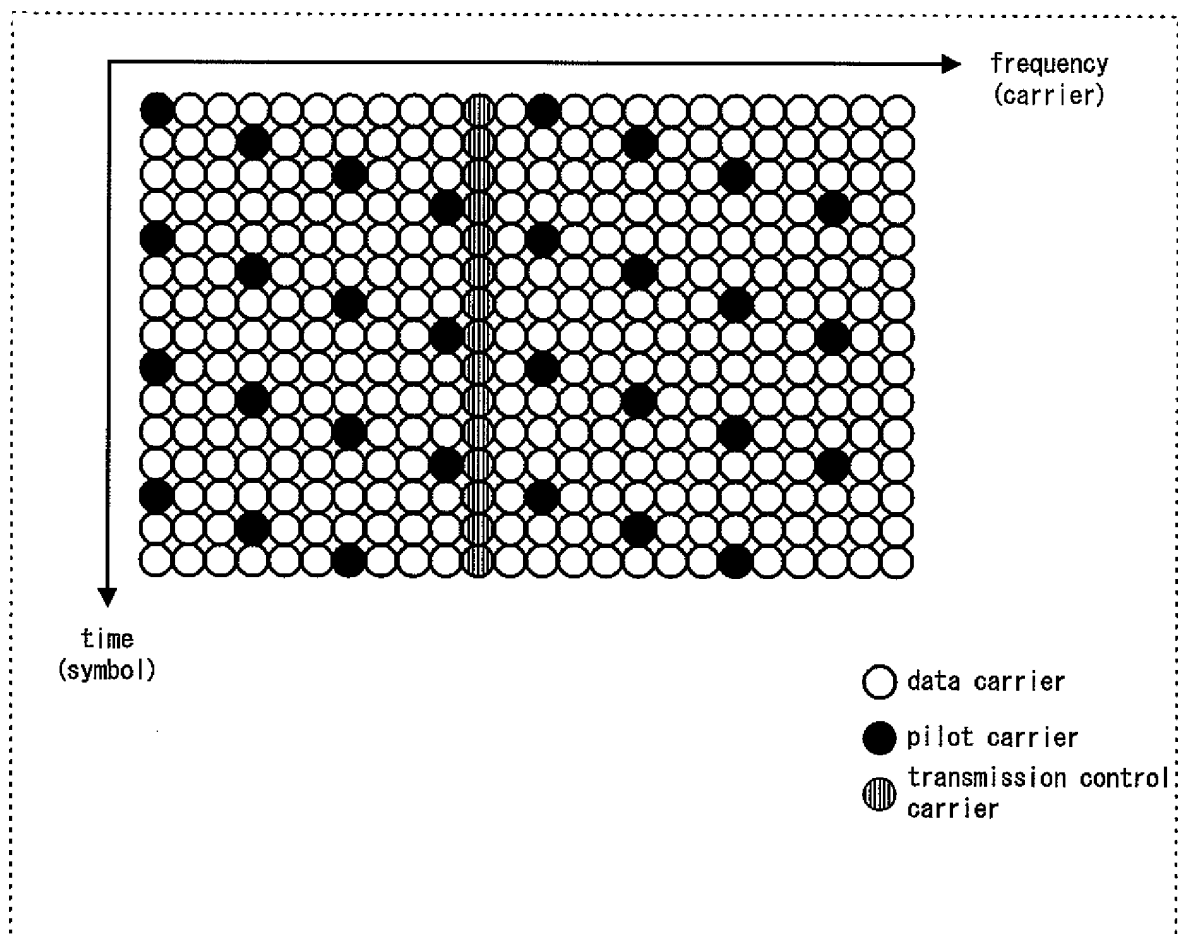 frequency
(carrier)
time
(symbol)
data carrier
pilot carrier
transmission control
carrier